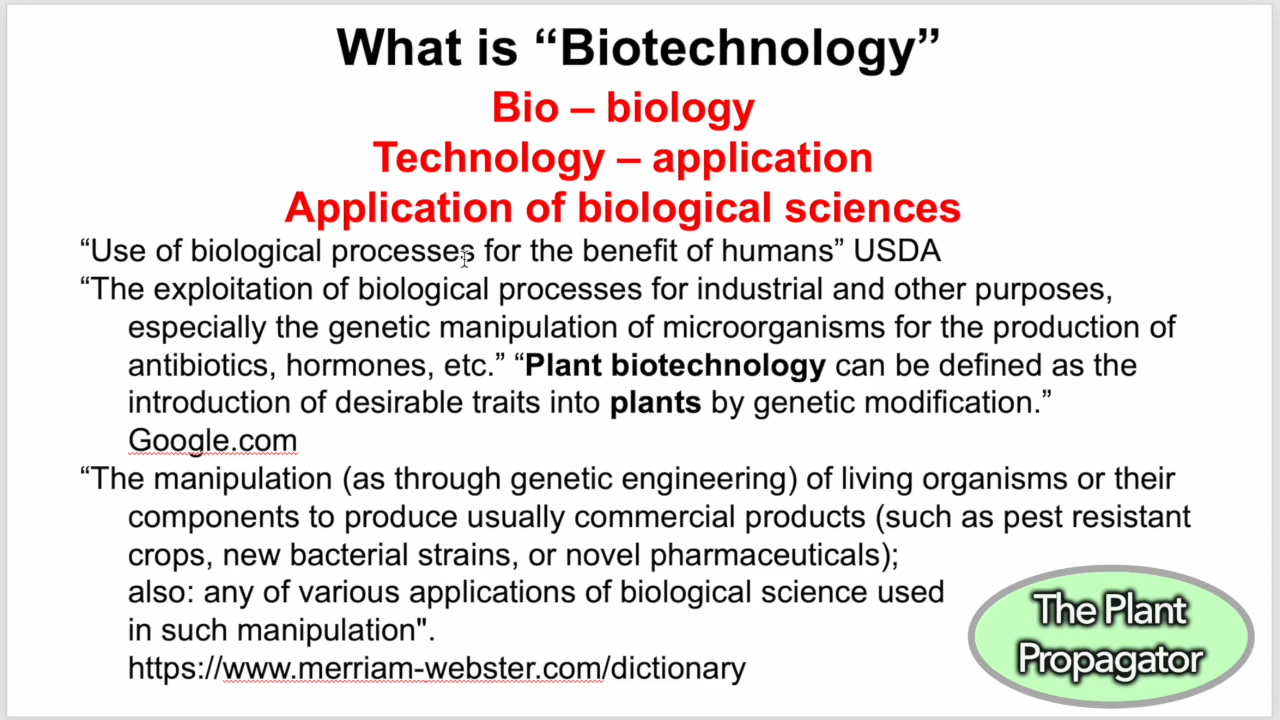 What is “Biotechnology”
Bio – biology
Technology – application
Application of biological sciences
“Use of biological processes for the benefit of humans” USDA
“The exploitation of biological processes for industrial and other purposes,
especially the genetic manipulation of microorganisms for the production of
antibiotics, hormones, etc.” “Plant biotechnology can be defined as the
introduction of desirable traits into plants by genetic modification.”
Google.com
“The manipulation (as through genetic engineering) of living organisms or their
components to produce usually commercial products (such as pest resistant
crops, new bacterial strains, or novel pharmaceuticals);
also: any of various applications of biological science used
in such manipulation".
https://www.merriam-webster.com/dictionary
The Plant
Propagator